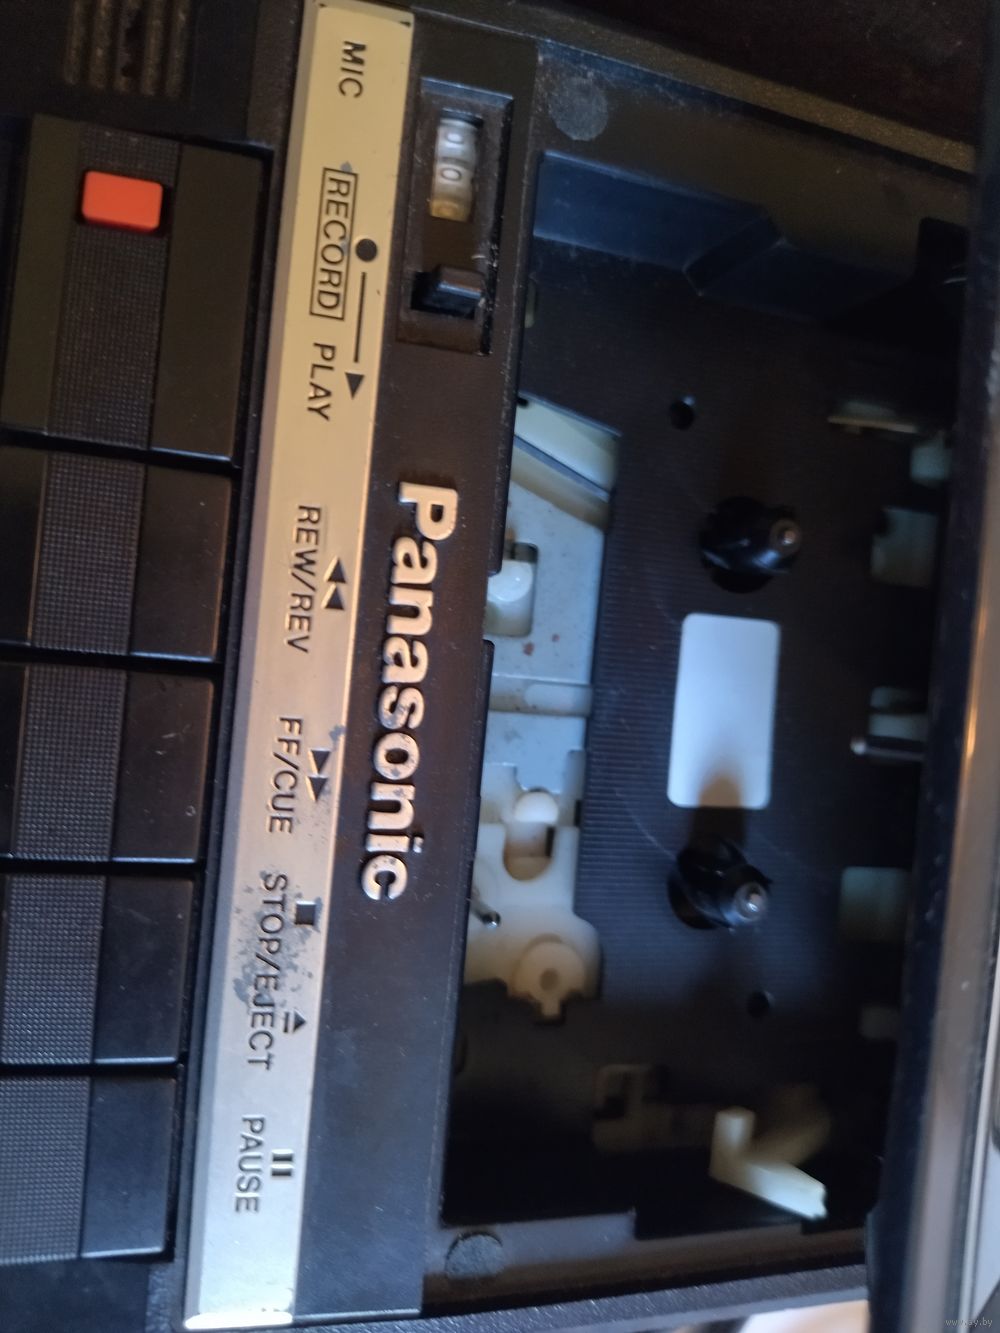 MIC
RECORD PLAY
REW/REV
FF/CUE
STOP/EJECT
PAUSE
Panasonic